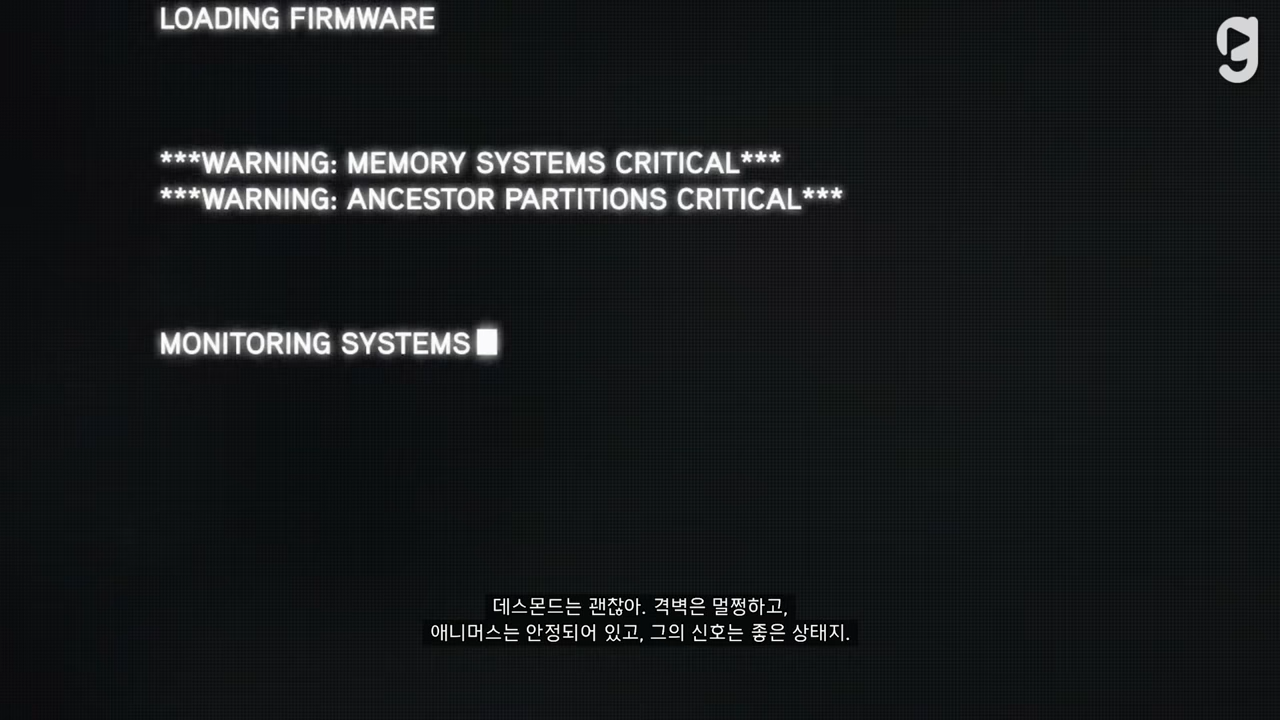 LOADING FIRMWARE
***WARNING: MEMORY SYSTEMS CRITICAL***
***WARNING: ANCESTOR PARTITIONS CRITICAL***
MONITORING SYSTEMS
데스몬드는 괜찮아. 격벽은 멀쩡하고,
애니머스는 안정되어 있고, 그의 신호는 좋은 상태지.